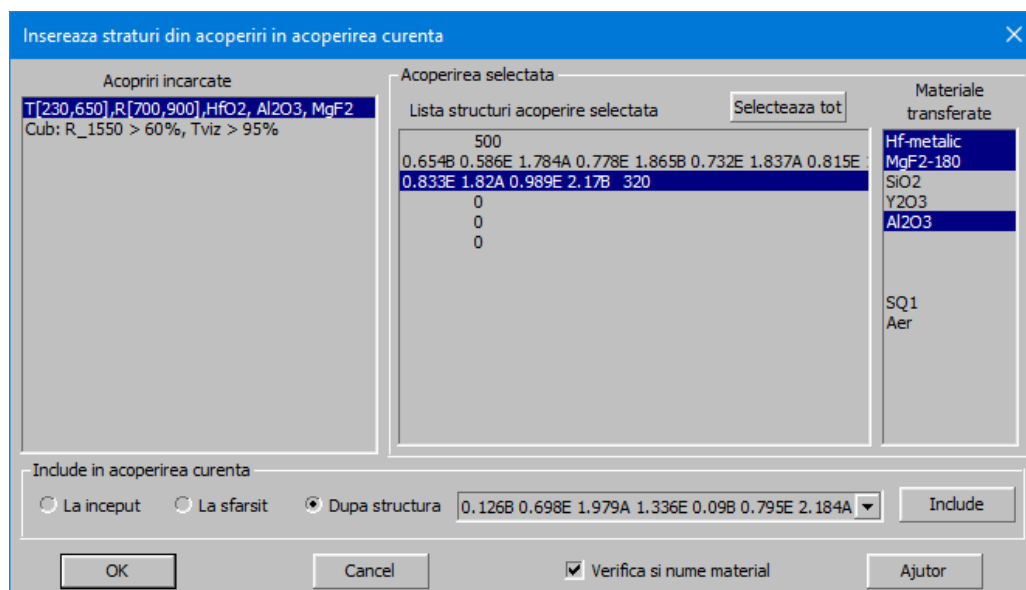 Insereaza straturi din acoperiri in acoperirea curenta
Acopriri incarcate
T[230,650],R[700,900],HfO2, Al2O3, MgF2
Cub: R_1550 > 60%, Tviz > 95%
Acoperirea selectata
Lista structuri acoperire selectata
Selecteaza tot
500
0.654B 0.586E 1.784A 0.778E 1.865B 0.732E 1.837A 0.815E
0.833E 1.82A 0.989E 2.17B 320
0
0
0
Materiale
transferate
Hf-metalic
MgF2-180
SiO2
Y2O3
Al2O3
SQ1
Aer
Include in acoperirea curenta
La inceput
La sfarsit
Dupa structura
0.126B 0.698E 1.979A 1.336E 0.09B 0.795E 2.184A
Include
OK
Cancel
Verifica si nume material
Ajutor